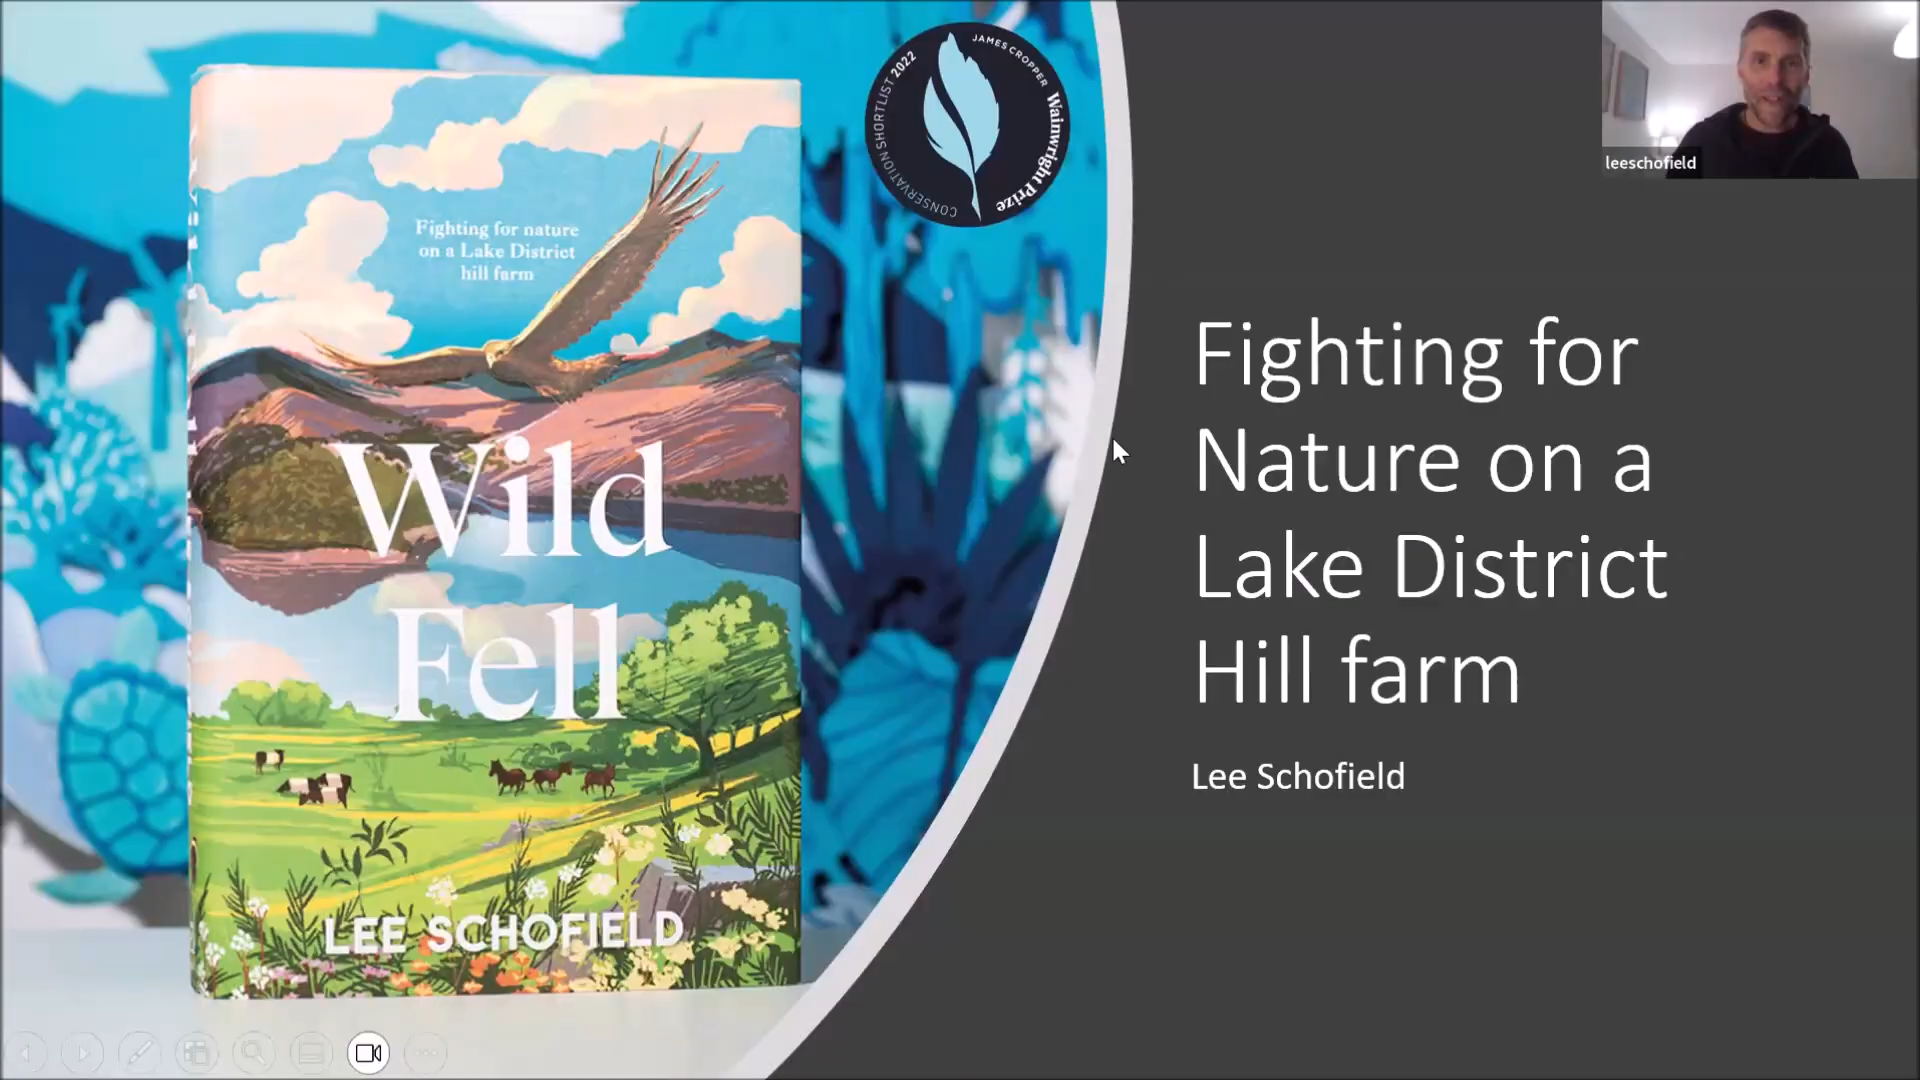 Fighting for nature
on a Lake District
hill farm
Wild
Fell
LEE SCHOFIELD
CONSERVATION SHORTLIST 2022
JAMES CROPPER
Wainwright Prize
leeschofield
Fighting for
Nature on a
Lake District
Hill farm
Lee Schofield